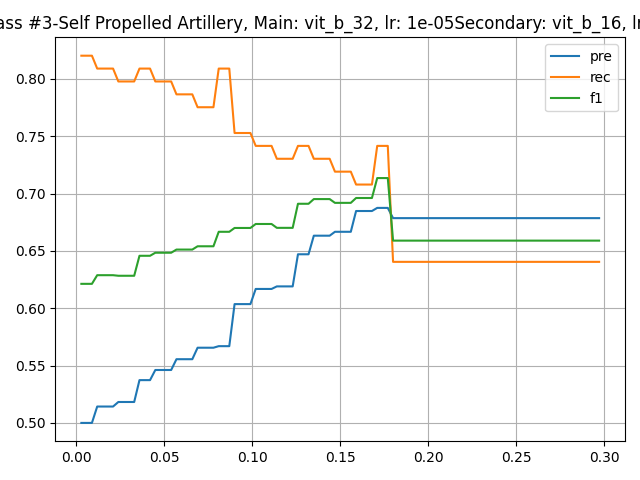 ass #3-Self Propelled Artillery, Main: vit_b_32, lr: 1e-05Secondary: vit_b_16, lr
pre
rec
f1
0.80
0.75
0.70
0.65
0.60
0.55
0.50
0.00 0.05 0.10 0.15 0.20 0.25 0.30